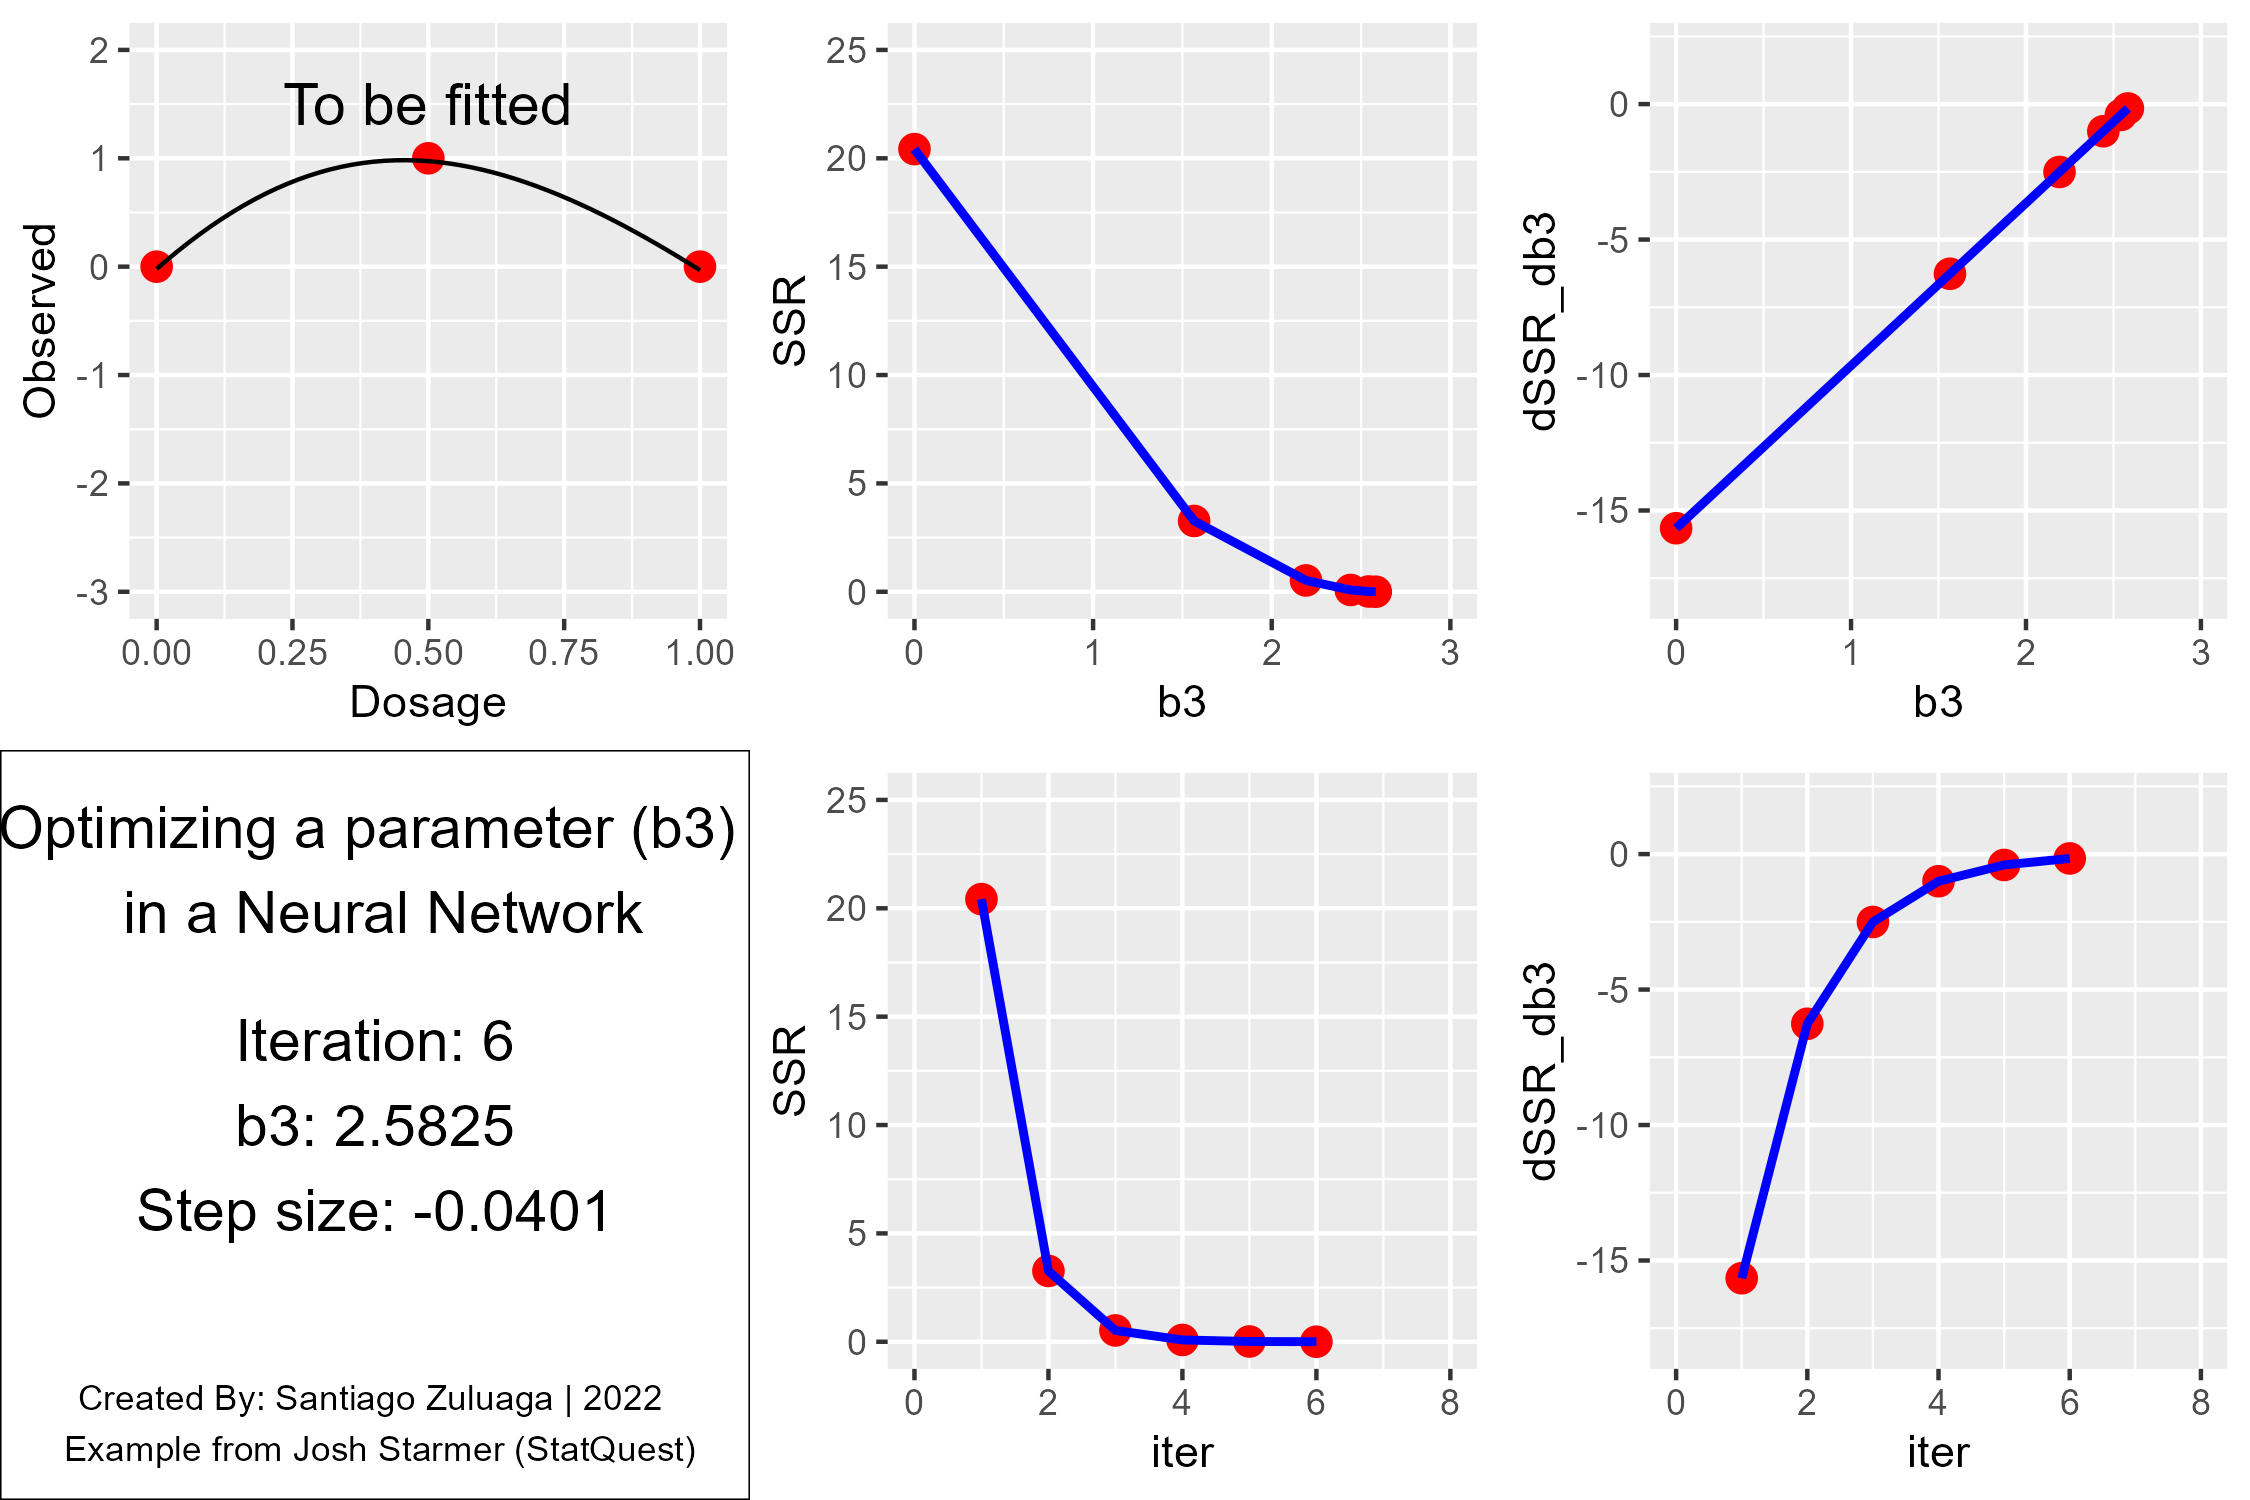 2
1
0
-1
-2
-3
Observed
To be fitted
0.00 0.25 0.50 0.75 1.00
Dosage
25
20
15
10
5
0
SSR
0 1 2 3
b3
0
-5
-10
-15
dSSR_db3
0 1 2 3
b3
Optimizing a parameter (b3)
in a Neural Network
Iteration: 6
b3: 2.5825
Step size: -0.0401
Created By: Santiago Zuluaga | 2022
Example from Josh Starmer (StatQuest)
25
20
15
10
5
0
SSR
0 2 4 6 8
iter
0
-5
-10
-15
dSSR_db3
0 2 4 6 8
iter